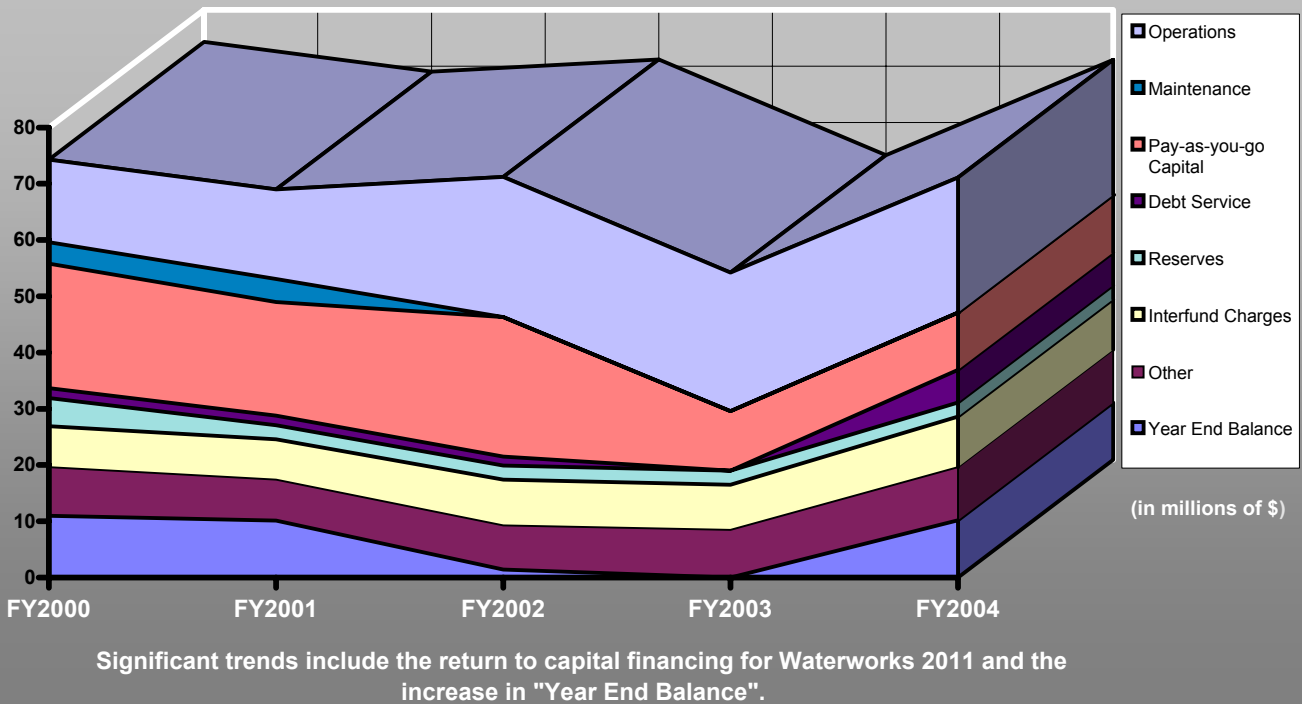 80
70
60
50
40
30
20
10
0
FY2000 FY2001 FY2002 FY2003 FY2004
Operations
Maintenance
Pay-as-you-go
Capital
Debt Service
Reserves
Interfund Charges
Other
Year End Balance
(in millions of $)
Significant trends include the return to capital financing for Waterworks 2011 and the
increase in "Year End Balance".